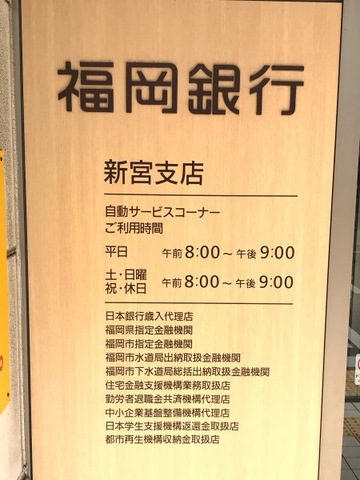 福岡銀行
新宮支店
自動サービスコーナー
ご利用時間
平日 午前8:00～午後9:00
土・日曜
祝・休日 午前8:00～午後9:00
日本銀行歳入代理店
福岡県指定金融機関
福岡市指定金融機関
福岡市水道局出納取扱金融機関
福岡市下水道局総括出納取扱金融機関
住宅金融支援機構業務取扱店
勤労者退職金共済機構代理店
中小企業基盤整備機構代理店
日本学生支援機構返還金取扱店
都市再生機構収納金取扱店